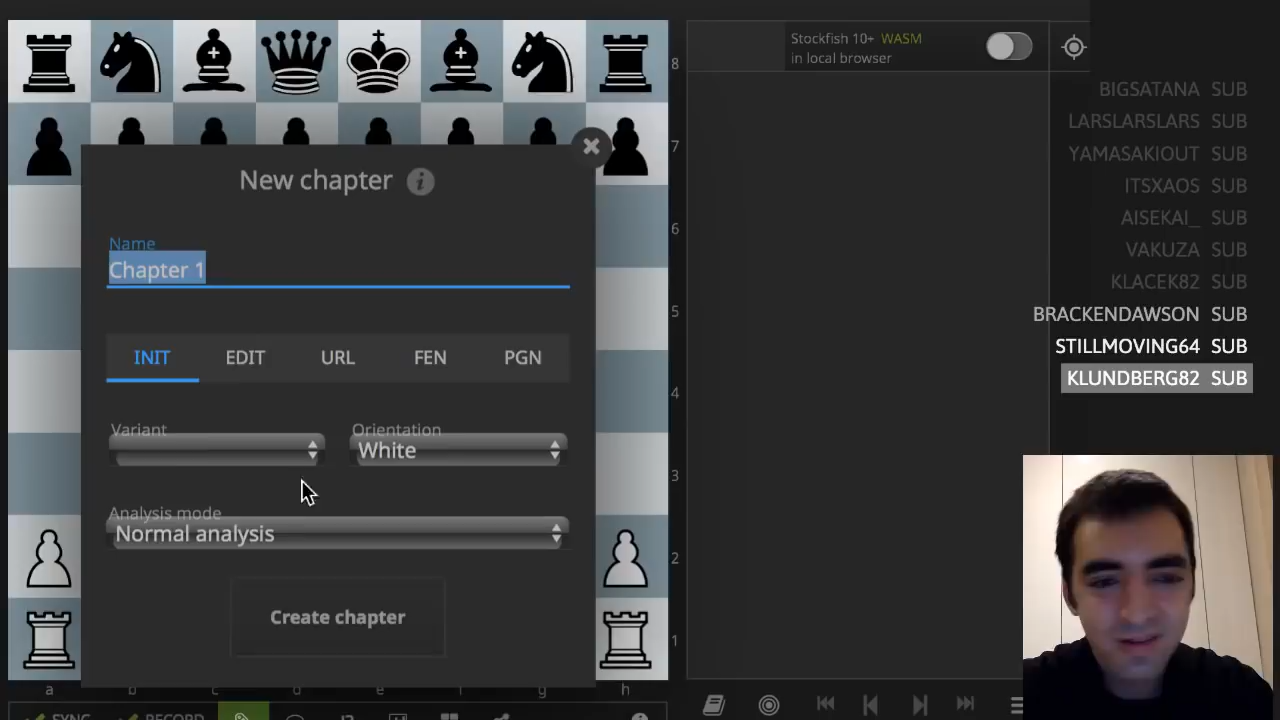 Stockfish 10+ WASM
in local browser
8
7
6
5
4
3
2
1
New chapter
Name
Chapter 1
INIT EDIT URL FEN PGN
Variant
Orientation
White
Analysis mode
Normal analysis
Create chapter
a b c d e f g h
SYNC RECORD
BIGSATANA SUB
LARSLARSLARS SUB
YAMASAKIOUT SUB
ITSXAOS SUB
AISEKAI_ SUB
VAKUZA SUB
KLACEK82 SUB
BRACKENDAWSON SUB
STILLMOVING64 SUB
KLUNDBERG82 SUB